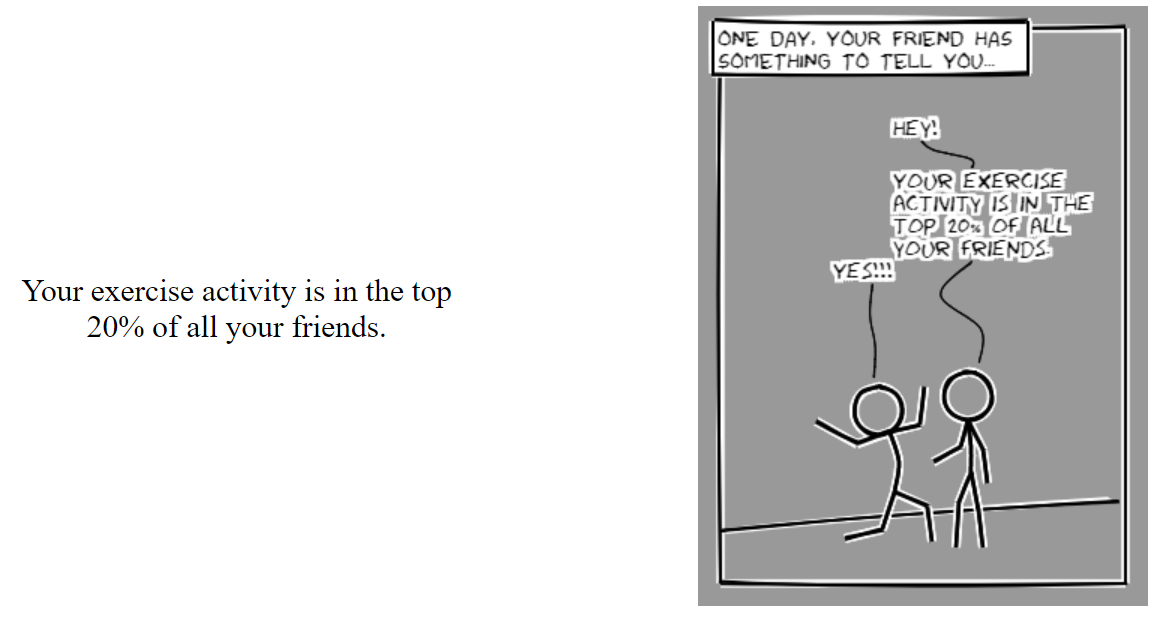 Your exercise activity is in the top
20% of all your friends.
ONE DAY, YOUR FRIEND HAS
SOMETHING TO TELL YOU...
HEY!
YOUR EXERCISE
ACTIVITY IS IN THE
TOP 20% OF ALL
YOUR FRIENDS.
YES!!!